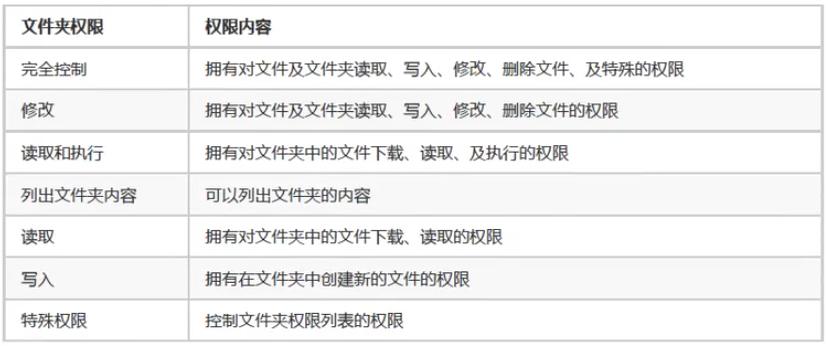 文件夹权限 权限内容
完全控制 拥有对文件及文件夹读取、写入、修改、删除文件、及特殊的权限
修改 拥有对文件及文件夹读取、写入、修改、删除文件的权限
读取和执行 拥有对文件夹中的文件下载、读取、及执行的权限
列出文件夹内容 可以列出文件夹的内容
读取 拥有对文件夹中的文件下载、读取的权限
写入 拥有在文件夹中创建新的文件的权限
特殊权限 控制文件夹权限列表的权限